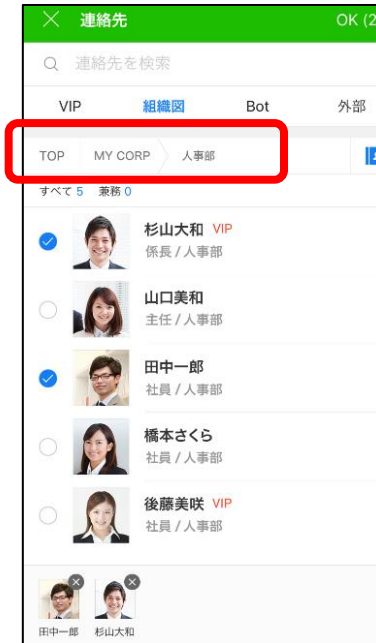 連絡先 OK (2
連絡先を検索
VIP 組織図 Bot 外部
TOP MY CORP 人事部
すべて 5 兼務 0
杉山大和 VIP
係長 / 人事部
山口美和
主任 / 人事部
田中一郎
社員 / 人事部
橋本さくら
社員 / 人事部
後藤美咲 VIP
社員 / 人事部
田中一郎 杉山大和